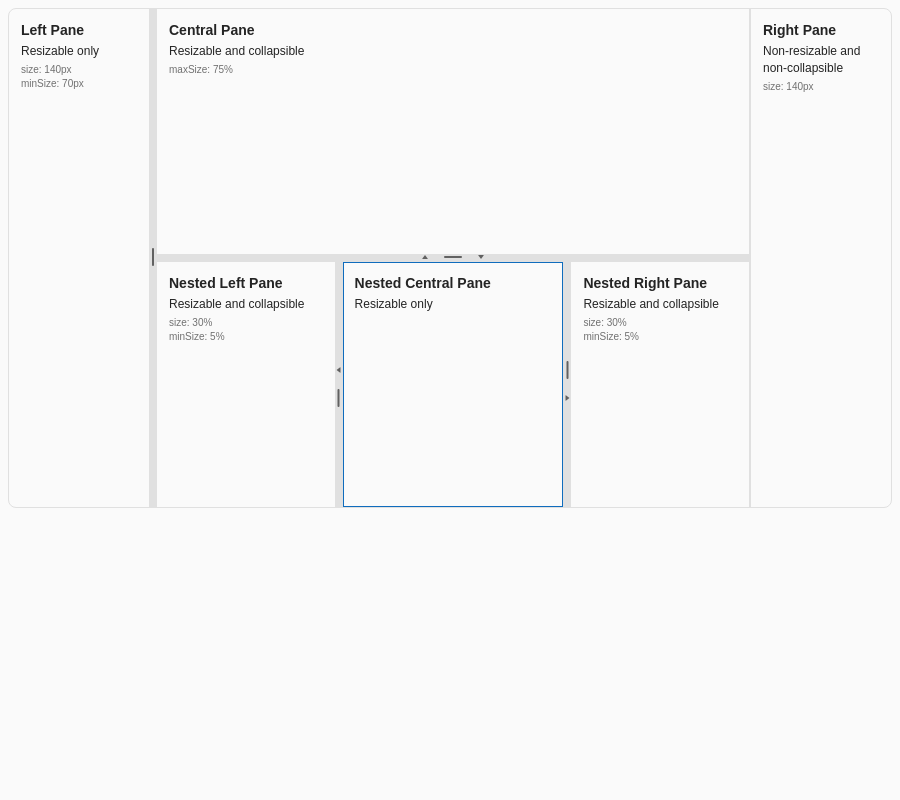 Left Pane
Resizable only
size: 140px
minSize: 70px
Central Pane
Resizable and collapsible
maxSize: 75%
Right Pane
Non-resizable and
non-collapsible
size: 140px
Nested Left Pane
Resizable and collapsible
size: 30%
minSize: 5%
Nested Central Pane
Resizable only
Nested Right Pane
Resizable and collapsible
size: 30%
minSize: 5%